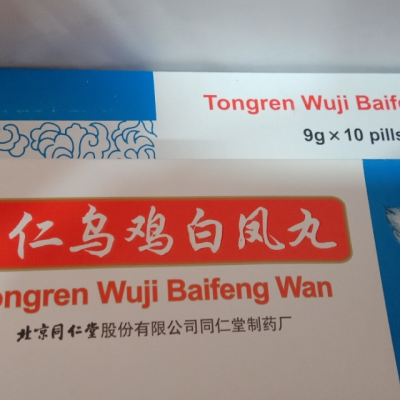 Tongren Wuji Baife
9g × 10 pills
仁乌鸡白凤丸
ongren Wuji Baifeng Wan
北京同仁堂股份有限公司同仁堂制药厂